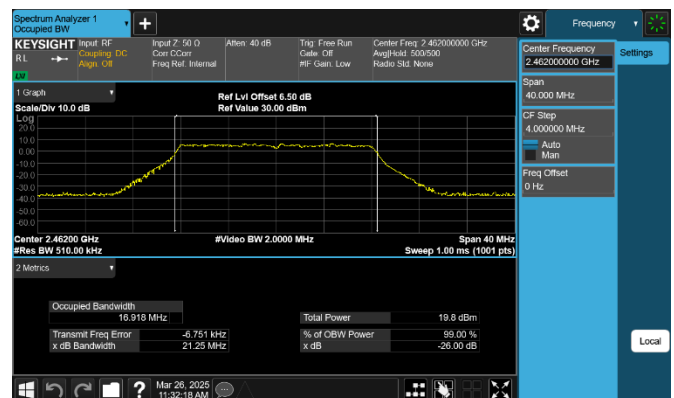 Spectrum Analyzer 1
Occupied BW
Frequency
KEYSIGHT
RL
LV
Input: RF
Coupling: DC
Align: Off
Input Z: 50 Ω
Corr CCorr
Freq Ref: Internal
Atten: 40 dB
Trig: Free Run
Gate: Off
#IF Gain: Low
Center Freq: 2.462000000 GHz
Avg|Hold: 500/500
Radio Std: None
1 Graph
Scale/Div 10.0 dB
Ref Lvl Offset 6.50 dB
Ref Value 30.00 dBm
Log
20.0
10.0
0.00
-10.0
-20.0
-30.0
-40.0
-50.0
-60.0
Center 2.46200 GHz
#Res BW 510.00 kHz
#Video BW 2.0000 MHz
Span 40 MHz
Sweep 1.00 ms (1001 pts)
2 Metrics
Occupied Bandwidth
16.918 MHz
Transmit Freq Error -6.751 kHz
x dB Bandwidth 21.25 MHz
Total Power 19.8 dBm
% of OBW Power 99.00 %
x dB -26.00 dB
Center Frequency
2.462000000 GHz
Span
40.000 MHz
CF Step
4.000000 MHz
Auto
Man
Freq Offset
0 Hz
Settings
Local
?
Mar 26, 2025
11:32:18 AM